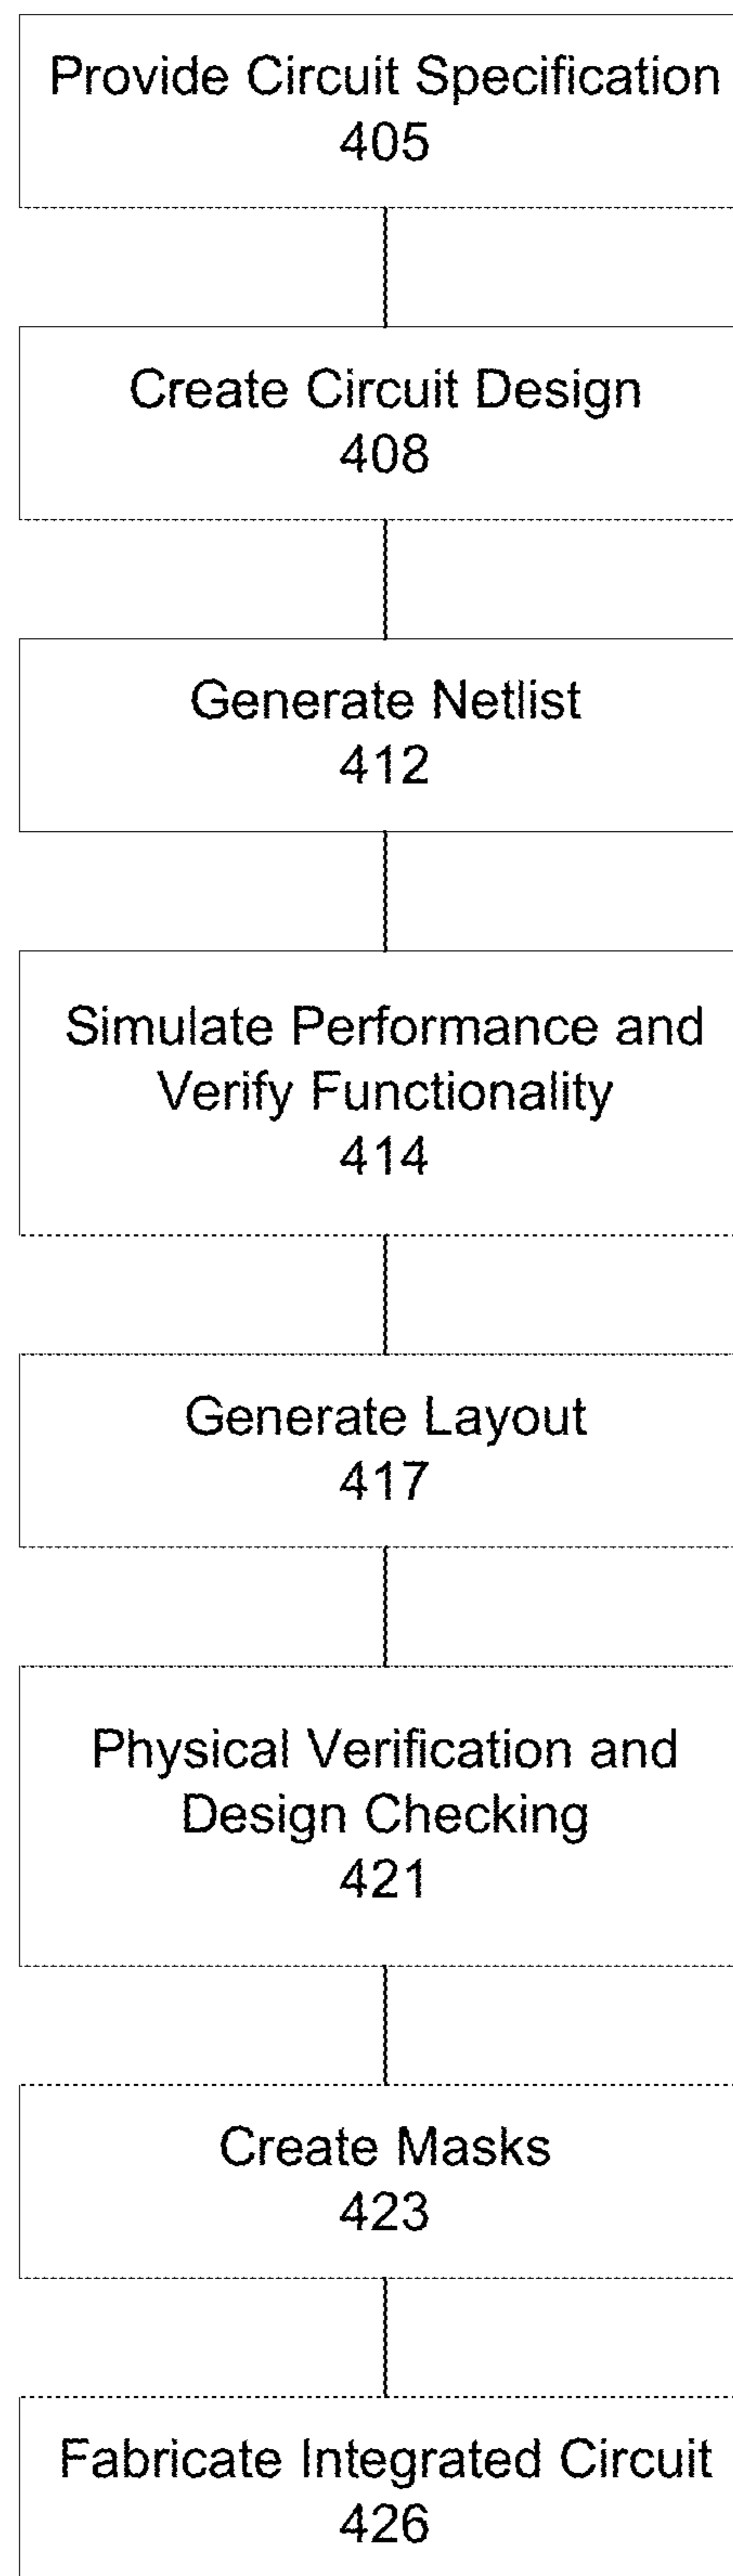 Provide Circuit Specification
405
Create Circuit Design
408
Generate Netlist
412
Simulate Performance and
Verify Functionality
414
Generate Layout
417
Physical Verification and
Design Checking
421
Create Masks
423
Fabricate Integrated Circuit
426